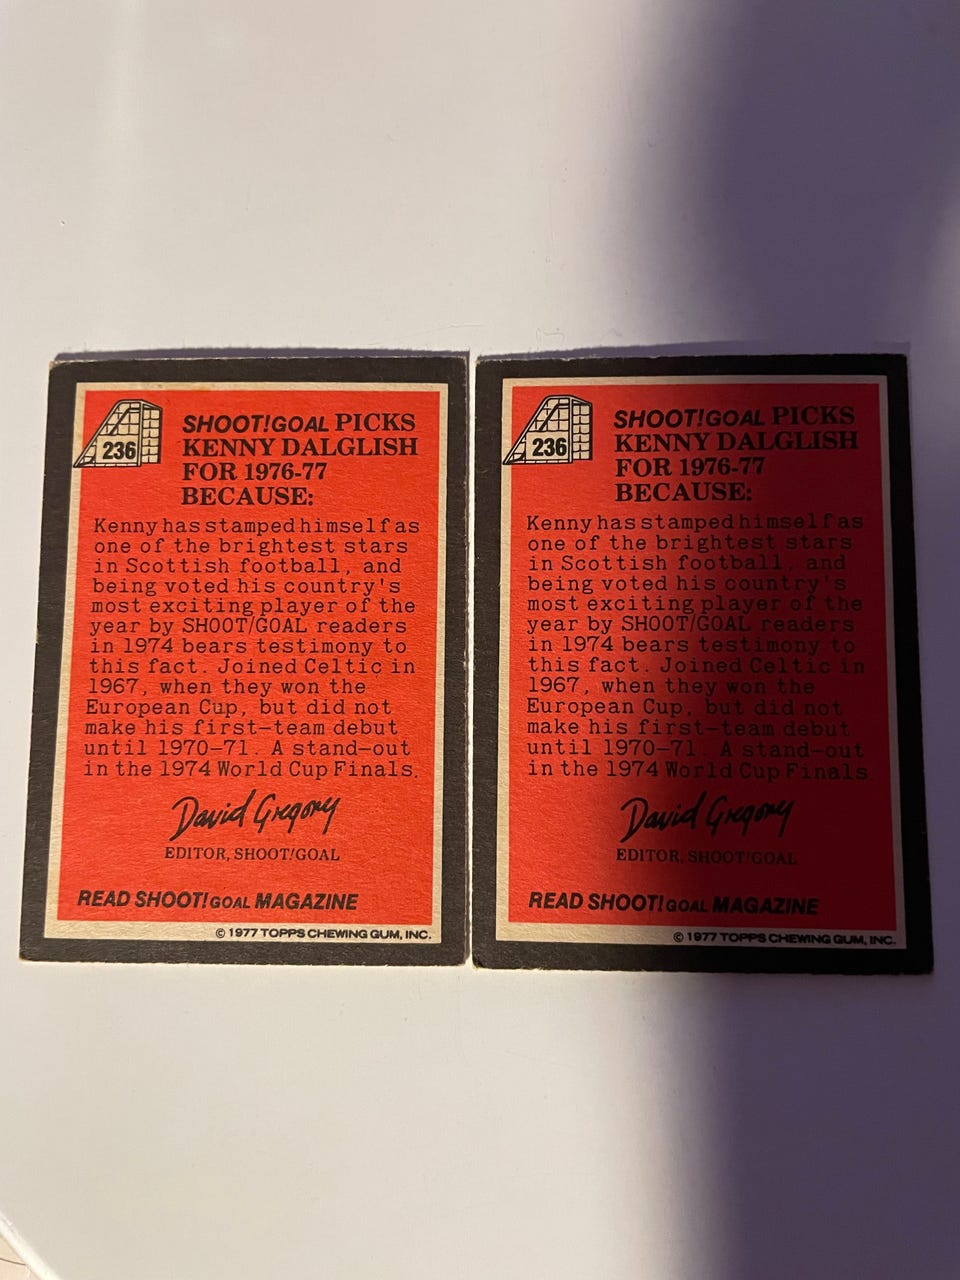 236
SHOOT!GOAL PICKS
KENNY DALGLISH
FOR 1976-77
BECAUSE:
Kenny has stamped himself as
one of the brightest stars
in Scottish football, and
being voted his country's
most exciting player of the
year by SHOOT/GOAL readers
in 1974 bears testimony to
this fact. Joined Celtic in
1967, when they won the
European Cup, but did not
make his first-team debut
until 1970-71. A stand-out
in the 1974 World Cup Finals.
David Gregory
EDITOR, SHOOT!GOAL
READ SHOOT! GOAL MAGAZINE
© 1977 TOPPS CHEWING GUM, INC.
236
SHOOT!GOAL PICKS
KENNY DALGLISH
FOR 1976-77
BECAUSE:
Kenny has stamped himself as
one of the brightest stars
in Scottish football, and
being voted his country's
most exciting player of the
year by SHOOT/GOAL readers
in 1974 bears testimony to
this fact. Joined Celtic in
1967, when they won the
European Cup, but did not
make his first-team debut
until 1970-71. A stand-out
in the 1974 World Cup Finals.
David Gregory
EDITOR, SHOOT!GOAL
READ SHOOT! GOAL MAGAZINE
© 1977 TOPPS CHEWING GUM, INC.